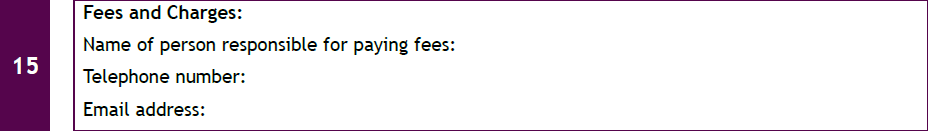 15
Fees and Charges:
Name of person responsible for paying fees:
Telephone number:
Email address: